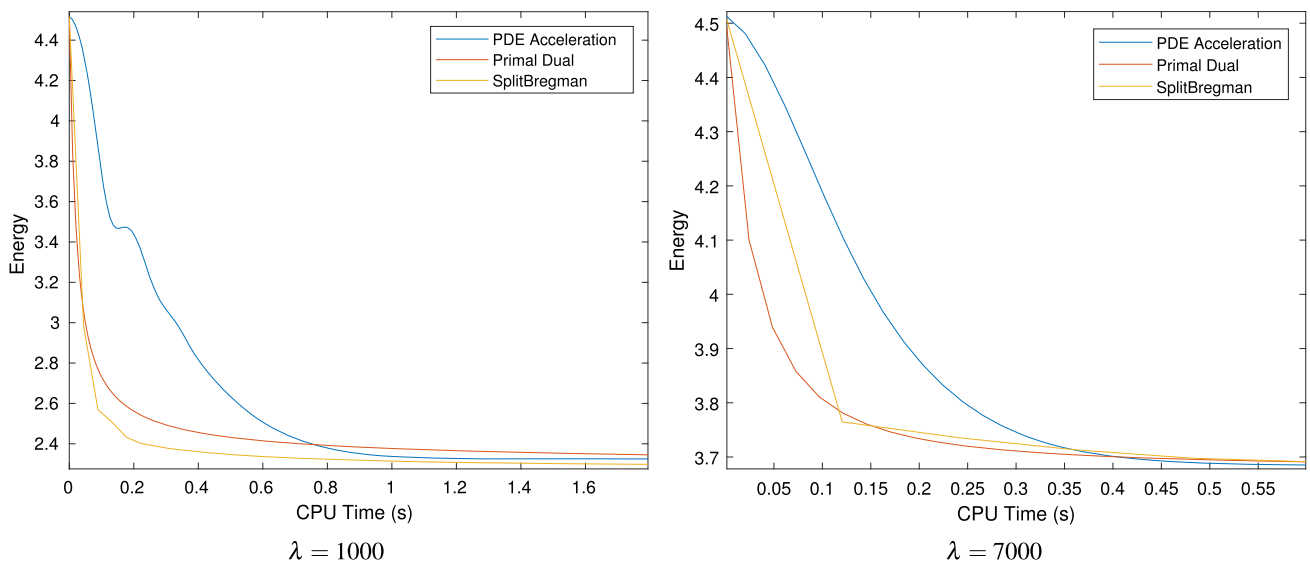 PDE Acceleration
Primal Dual
SplitBregman
4.4
4.2
4
3.8
3.6
3.4
3.2
3
2.8
2.6
2.4
Energy
0 0.2 0.4 0.6 0.8 1 1.2 1.4 1.6
CPU Time (s)
λ = 1000
PDE Acceleration
Primal Dual
SplitBregman
4.5
4.4
4.3
4.2
4.1
4
3.9
3.8
3.7
Energy
0.05 0.1 0.15 0.2 0.25 0.3 0.35 0.4 0.45 0.5 0.55
CPU Time (s)
λ = 7000